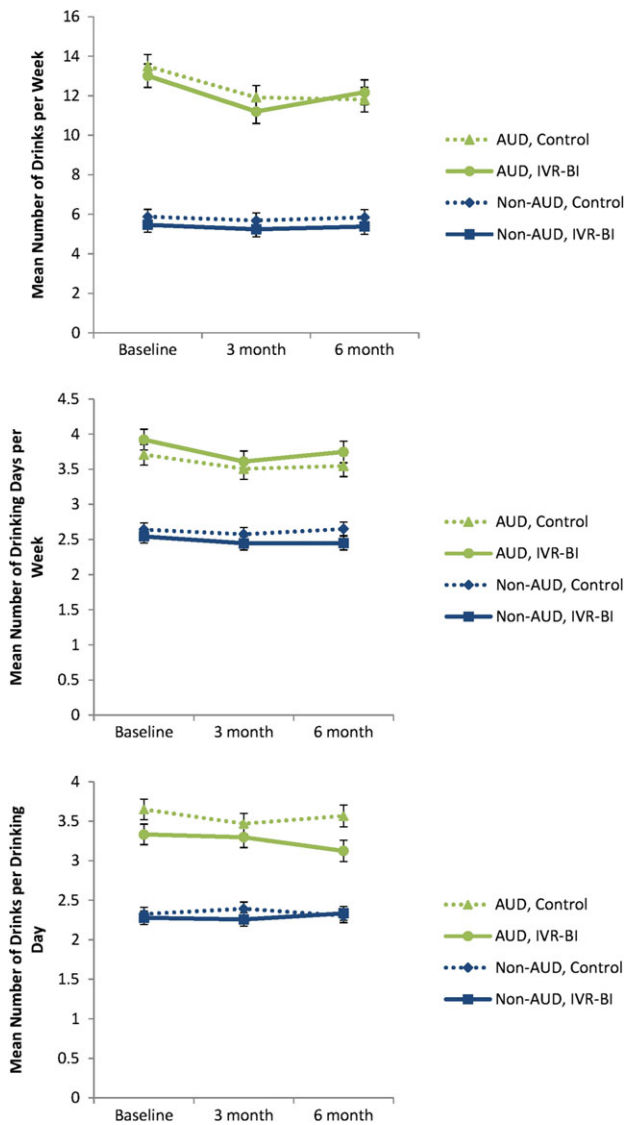 Mean Number of Drinks per Week
16
14
12
10
8
6
4
2
0
Baseline 3 month 6 month
AUD, Control
AUD, IVR-BI
Non-AUD, Control
Non-AUD, IVR-BI
Mean Number of Drinking Days per
Week
4.5
4
3.5
3
2.5
2
1.5
1
0.5
0
Baseline 3 month 6 month
AUD, Control
AUD, IVR-BI
Non-AUD, Control
Non-AUD, IVR-BI
Mean Number of Drinks per Drinking
Day
4
3.5
3
2.5
2
1.5
1
0.5
0
Baseline 3 month 6 month
AUD, Control
AUD, IVR-BI
Non-AUD, Control
Non-AUD, IVR-BI